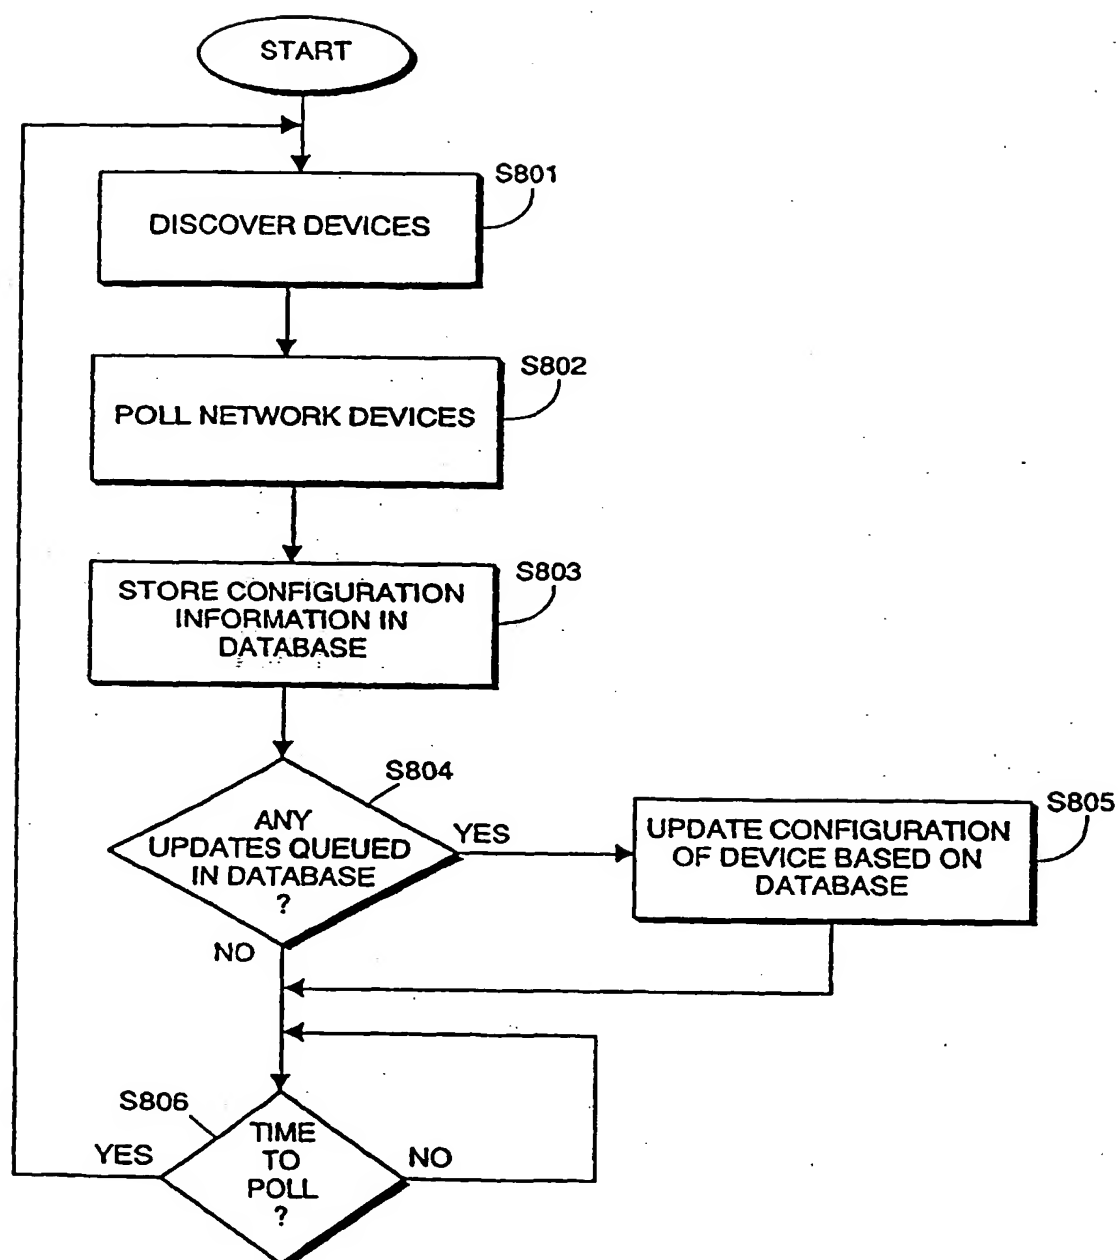 START
S801
DISCOVER DEVICES
S802
POLL NETWORK DEVICES
S803
STORE CONFIGURATION
INFORMATION IN
DATABASE
S804
ANY
UPDATES QUEUED
IN DATABASE
?
YES
S805
UPDATE CONFIGURATION
OF DEVICE BASED ON
DATABASE
NO
S806
TIME
TO
POLL
?
YES
NO